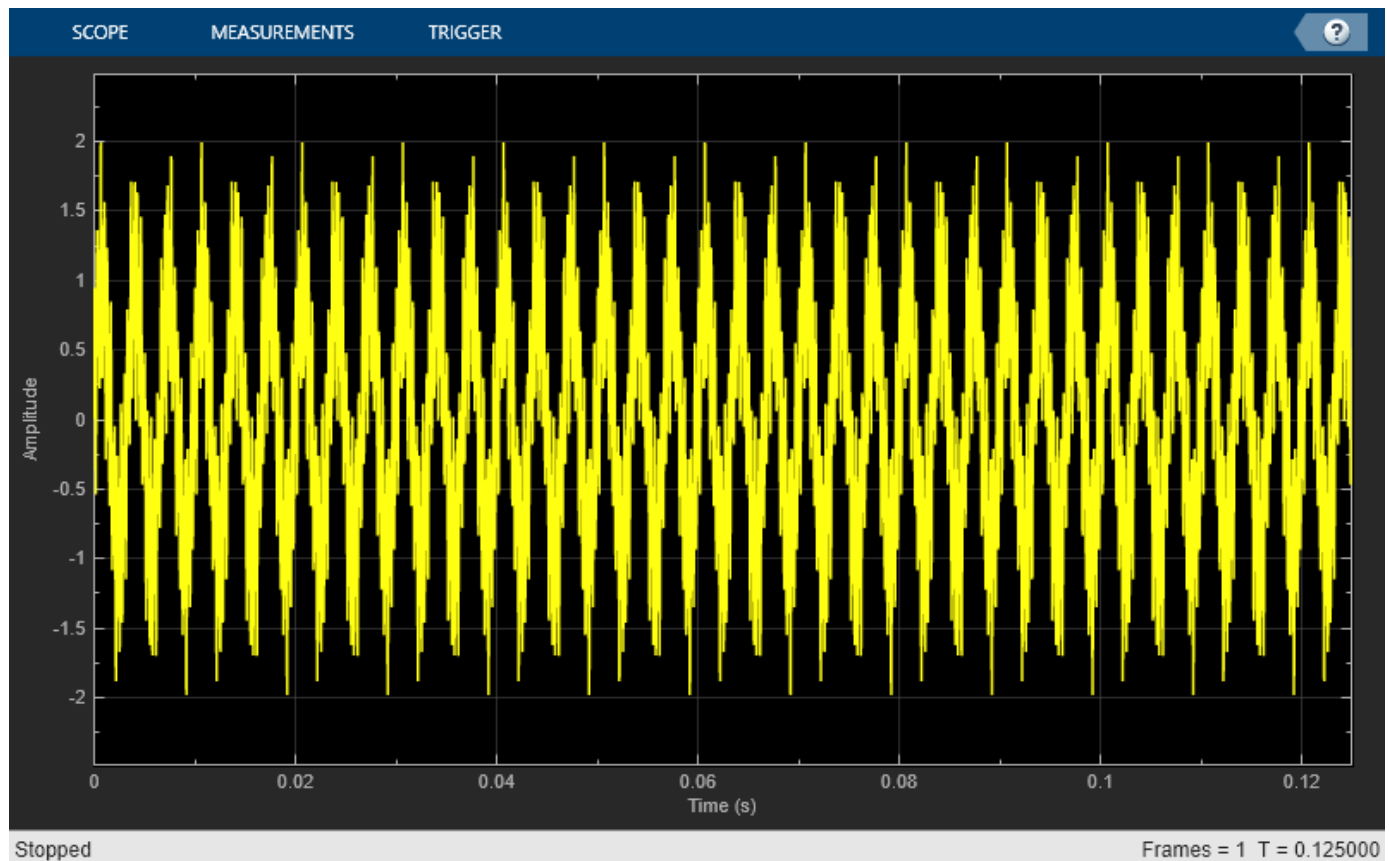 SCOPE MEASUREMENTS TRIGGER ?
2
1.5
1
0.5
0
-0.5
-1
-1.5
-2
Amplitude
0 0.02 0.04 0.06 0.08 0.1 0.12
Time (s)
Stopped Frames = 1 T = 0.125000